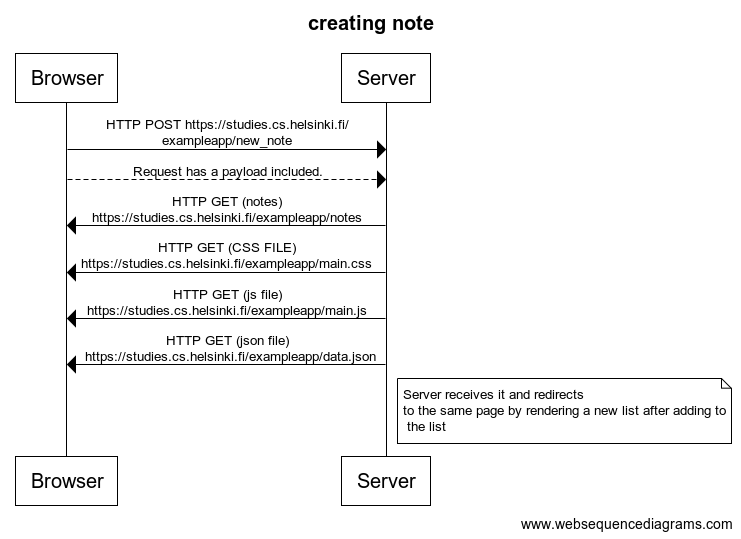 creating note
Browser
Server
HTTP POST https://studies.cs.helsinki.fi/
exampleapp/new_note
Request has a payload included.
HTTP GET (notes)
https://studies.cs.helsinki.fi/exampleapp/notes
HTTP GET (CSS FILE)
https://studies.cs.helsinki.fi/exampleapp/main.css
HTTP GET (js file)
https://studies.cs.helsinki.fi/exampleapp/main.js
HTTP GET (json file)
https://studies.cs.helsinki.fi/exampleapp/data.json
Server receives it and redirects
to the same page by rendering a new list after adding to
the list
Browser
Server
www.websequencediagrams.com